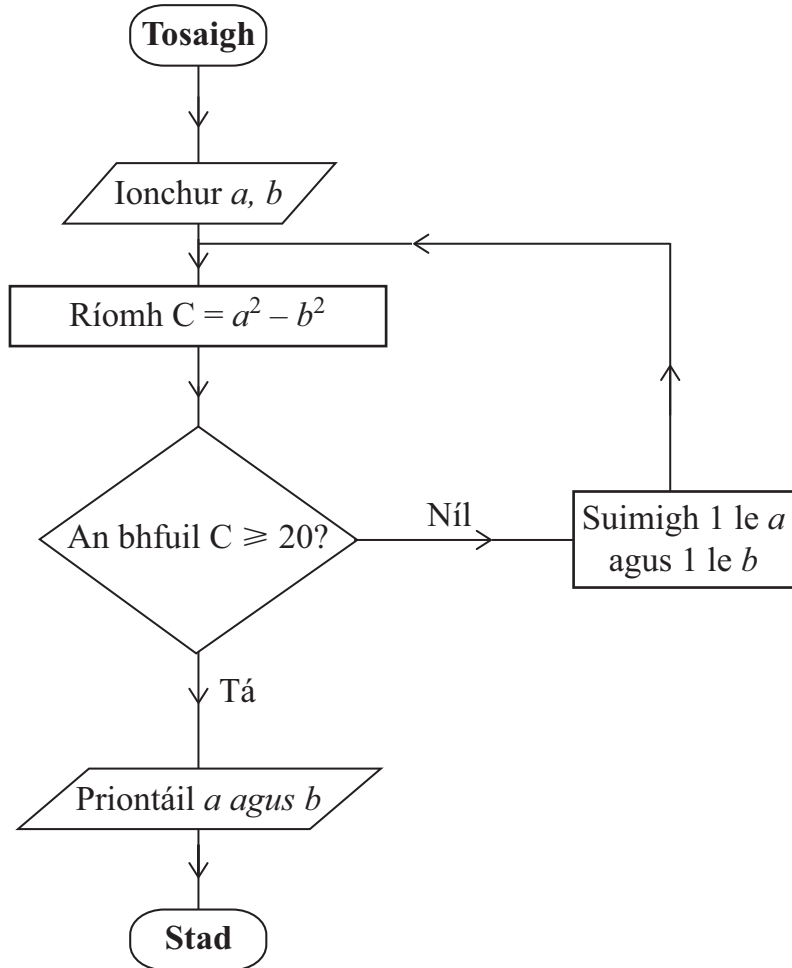 Tosaigh
Ionchur a, b
Ríomh C = a² – b²
An bhfuil C ⩾ 20?
Níl
Suimigh 1 le a
agus 1 le b
Tá
Priontáil a agus b
Stad